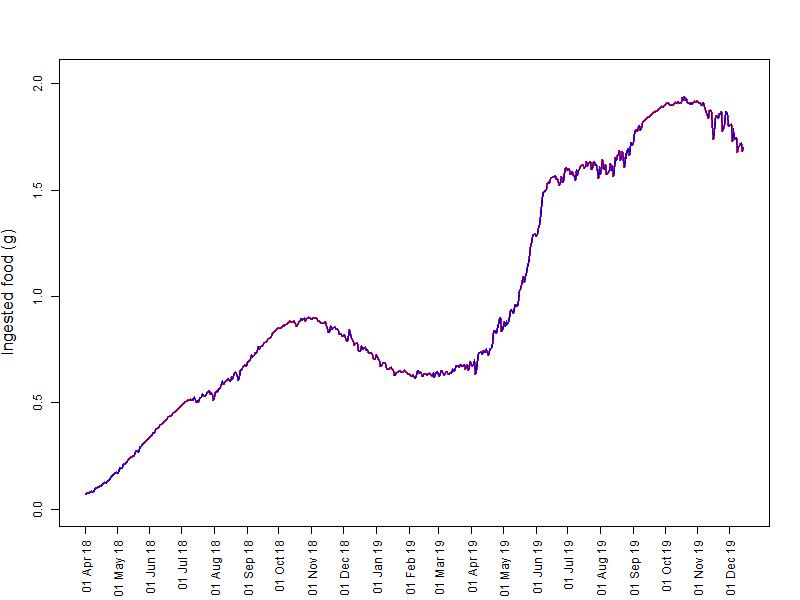 Ingested food (g)
2.0
1.5
1.0
0.5
0.0
01 Apr 18
01 May 18
01 Jun 18
01 Jul 18
01 Aug 18
01 Sep 18
01 Oct 18
01 Nov 18
01 Dec 18
01 Jan 19
01 Feb 19
01 Mar 19
01 Apr 19
01 May 19
01 Jun 19
01 Jul 19
01 Aug 19
01 Sep 19
01 Oct 19
01 Nov 19
01 Dec 19